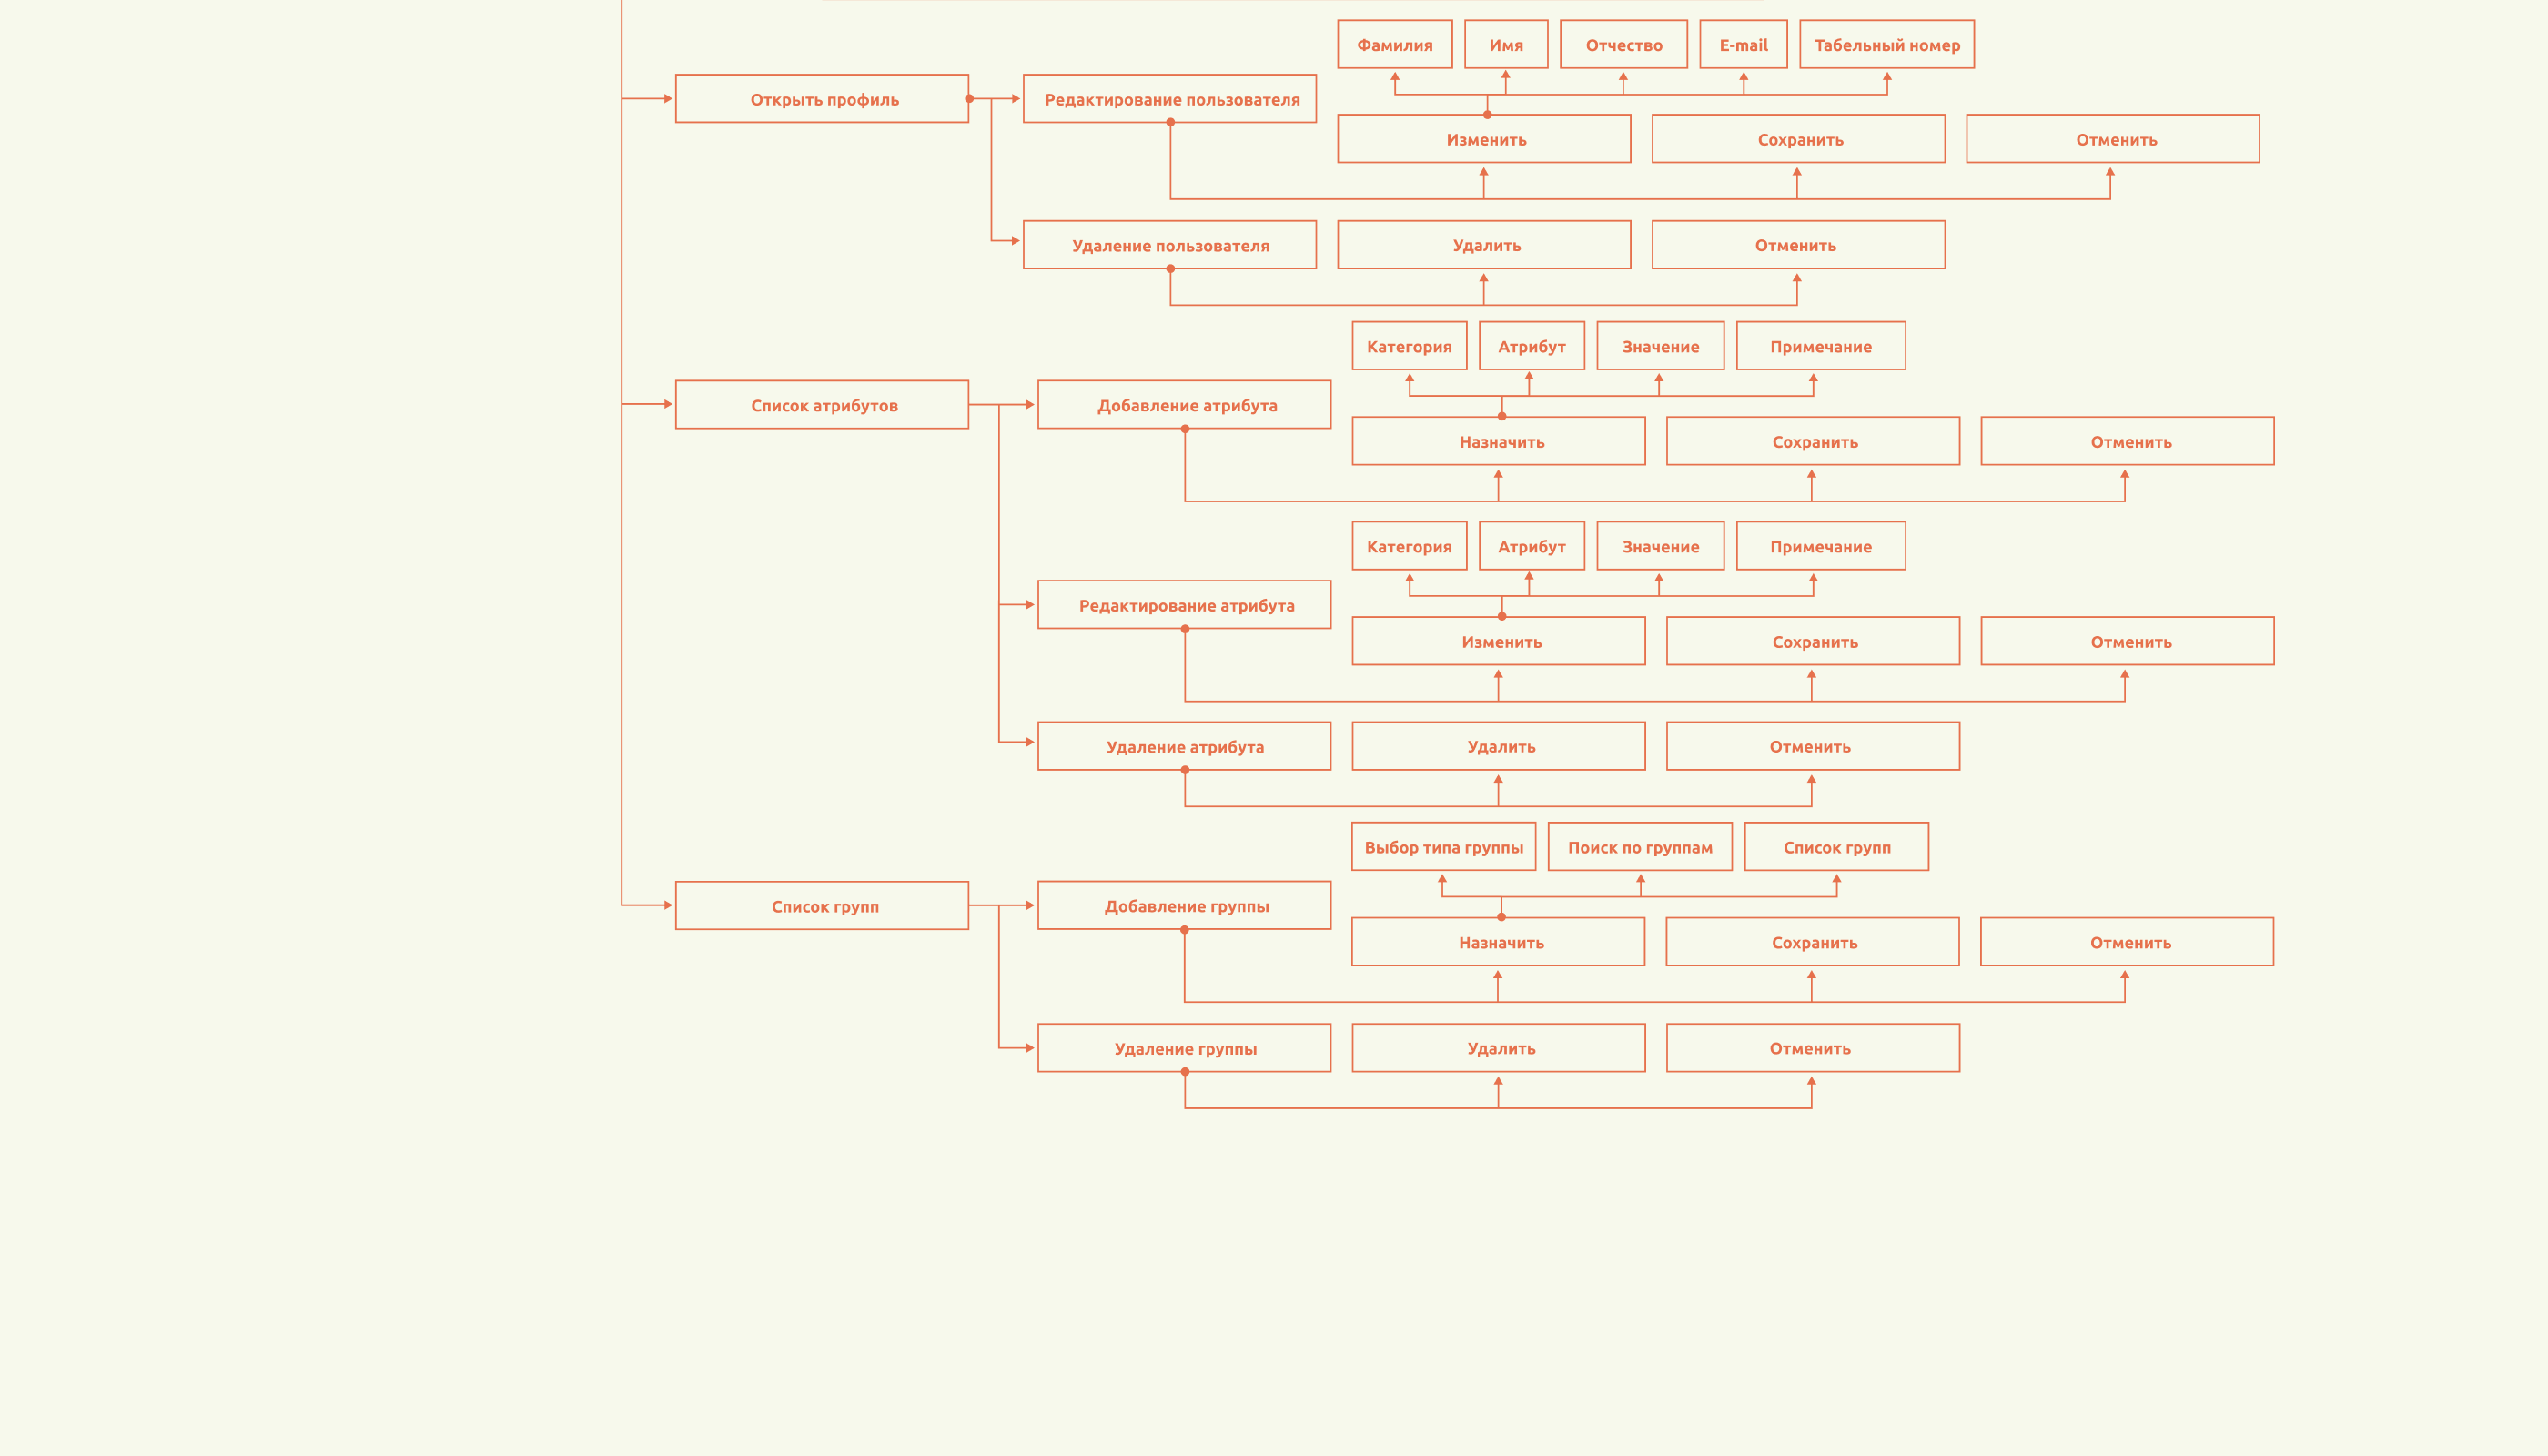 Фамилия
Имя
Отчество
E-mail
Табельный номер
Открыть профиль
Редактирование пользователя
Изменить
Сохранить
Отменить
Удаление пользователя
Удалить
Отменить
Категория
Атрибут
Значение
Примечание
Список атрибутов
Добавление атрибута
Назначить
Сохранить
Отменить
Категория
Атрибут
Значение
Примечание
Редактирование атрибута
Изменить
Сохранить
Отменить
Удаление атрибута
Удалить
Отменить
Выбор типа группы
Поиск по группам
Список групп
Список групп
Добавление группы
Назначить
Сохранить
Отменить
Удаление группы
Удалить
Отменить